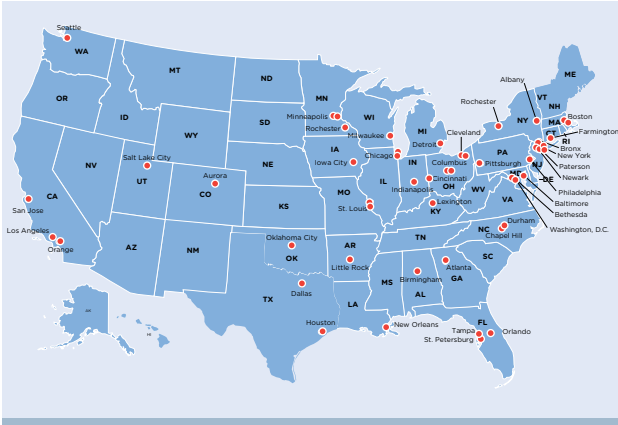 Seattle
WA
MT
ND
MN
ME
Albany
VT
NH
OR
ID
SD
Minneapolis
WI
Rochester
NY
MA
Boston
WY
Rochester
Milwaukee
MI
Detroit
Cleveland
CT
RI
Farmington
Bronx
New York
Paterson
Newark
Philadelphia
Baltimore
Bethesda
Washington, D.C.
NV
Salt Lake City
UT
Aurora
CO
NE
IA
Iowa City
Chicago
IL
IN
Indianapolis
Columbus
Cincinnati
OH
PA
Pittsburgh
NJ
MD
DE
WV
VA
CA
San Jose
KS
MO
St. Louis
Lexington
KY
Durham
NC
Chapel Hill
Los Angeles
Orange
AZ
NM
Oklahoma City
OK
AR
Little Rock
TN
SC
TX
Dallas
MS
Birmingham
AL
Atlanta
GA
LA
Houston
New Orleans
FL
Tampa
St. Petersburg
Orlando
AK
HI